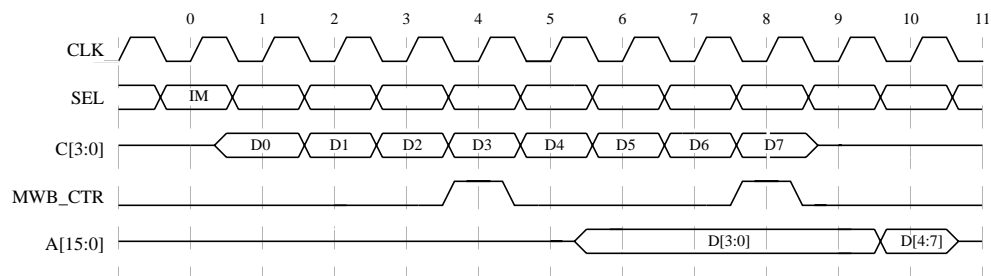 0 1 2 3 4 5 6 7 8 9 10 11
CLK
SEL IM
C[3:0] D0 D1 D2 D3 D4 D5 D6 D7
MWB_CTR
A[15:0] D[3:0] D[4:7]